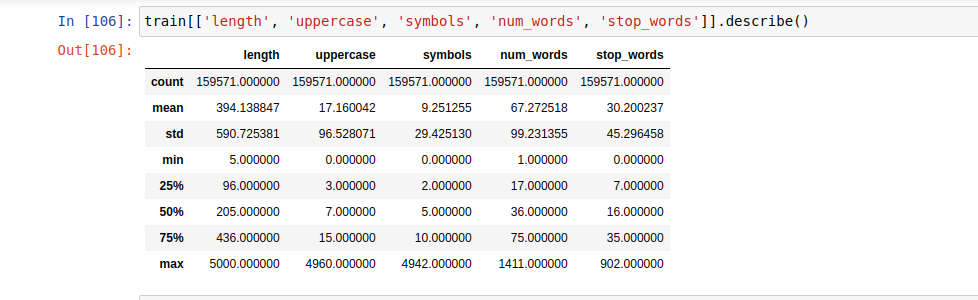 In [106]: train[['length', 'uppercase', 'symbols', 'num_words', 'stop_words']].describe()
Out[106]:
length uppercase symbols num_words stop_words
count 159571.000000 159571.000000 159571.000000 159571.000000 159571.000000
mean 394.138847 17.160042 9.251255 67.272518 30.200237
std 590.725381 96.528071 29.425130 99.231355 45.296458
min 5.000000 0.000000 0.000000 1.000000 0.000000
25% 96.000000 3.000000 2.000000 17.000000 7.000000
50% 205.000000 7.000000 5.000000 36.000000 16.000000
75% 436.000000 15.000000 10.000000 75.000000 35.000000
max 5000.000000 4960.000000 4942.000000 1411.000000 902.000000